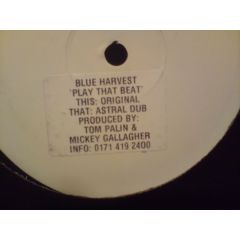 BLUE HARVEST
'PLAY THAT BEAT'
THIS: ORIGINAL
THAT: ASTRAL DUB
PRODUCED BY:
TOM PALIN &
MICKEY GALLAGHER
INFO: 0171 419 2400